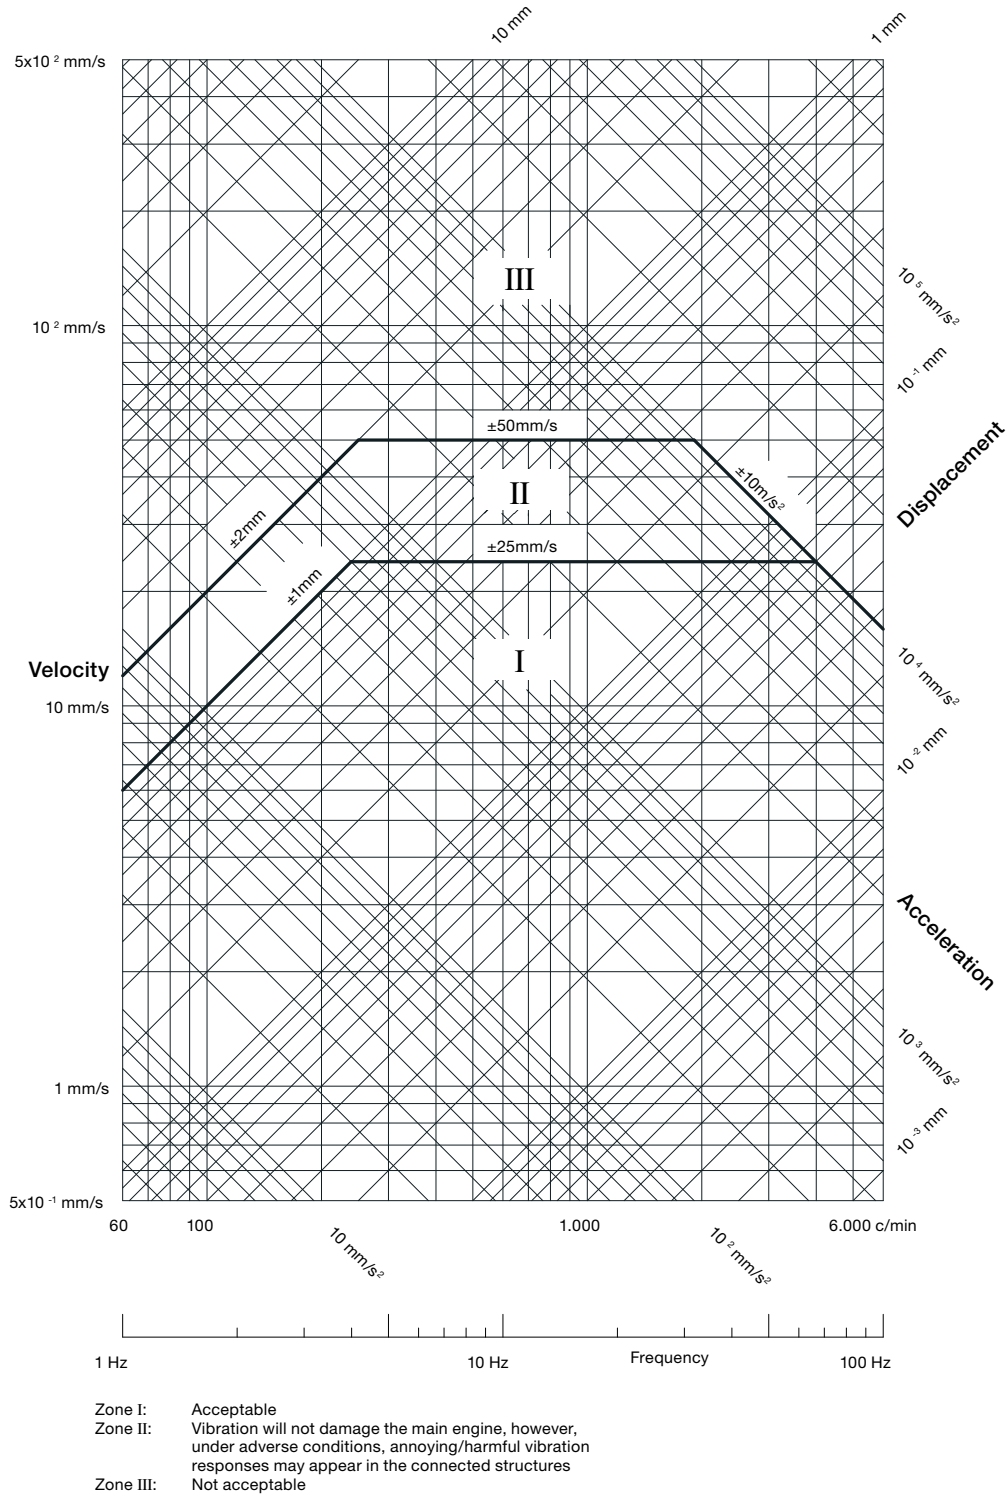 10 mm
1 mm
5x10 ² mm/s
III
10 ⁵ mm/s²
10 ² mm/s
10 ⁻¹ mm
±50mm/s
Displacement
±10m/s²
II
±2mm
±25mm/s
±1mm
I
Velocity
10 ⁴ mm/s²
10 mm/s
10 ⁻² mm
Acceleration
10 ³ mm/s²
1 mm/s
10 ⁻³ mm
5x10 ⁻¹ mm/s
60 100 1.000 6.000 c/min
10 mm/s²
10 ² mm/s²
1 Hz 10 Hz Frequency 100 Hz
Zone I: Acceptable
Zone II: Vibration will not damage the main engine, however,
under adverse conditions, annoying/harmful vibration
responses may appear in the connected structures
Zone III: Not acceptable